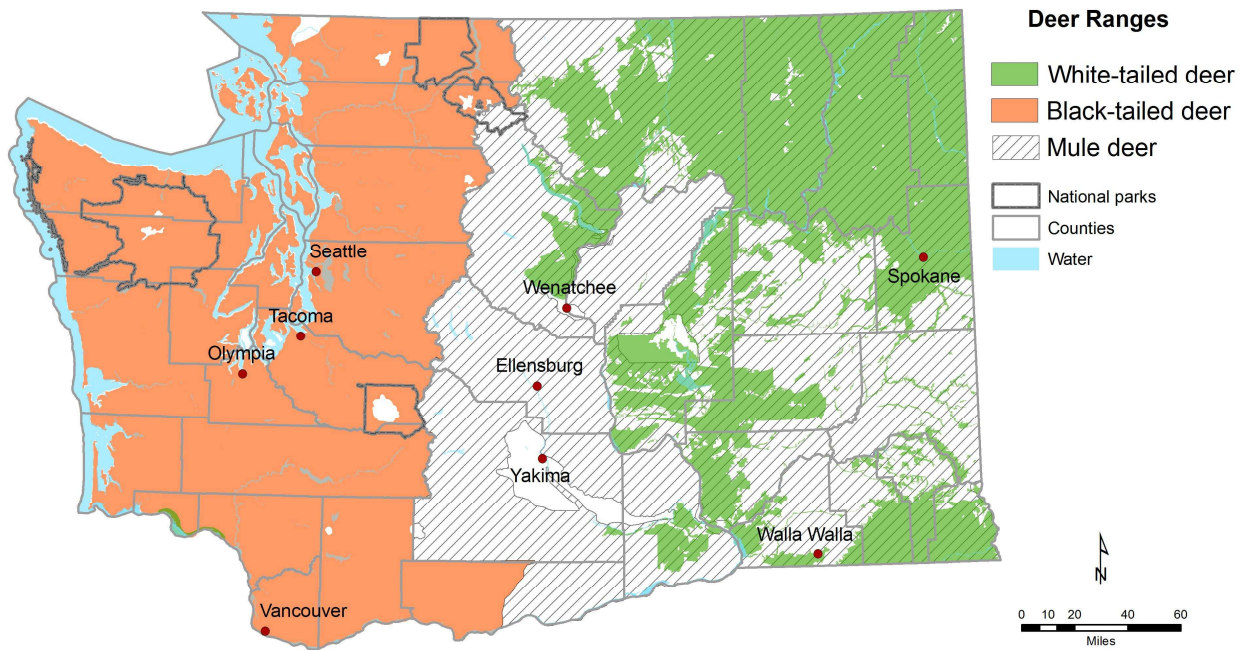 Deer Ranges
White-tailed deer
Black-tailed deer
Mule deer
National parks
Counties
Water
Seattle
Spokane
Wenatchee
Tacoma
Olympia
Ellensburg
Yakima
Walla Walla
Vancouver
N
0 10 20 40 60
Miles